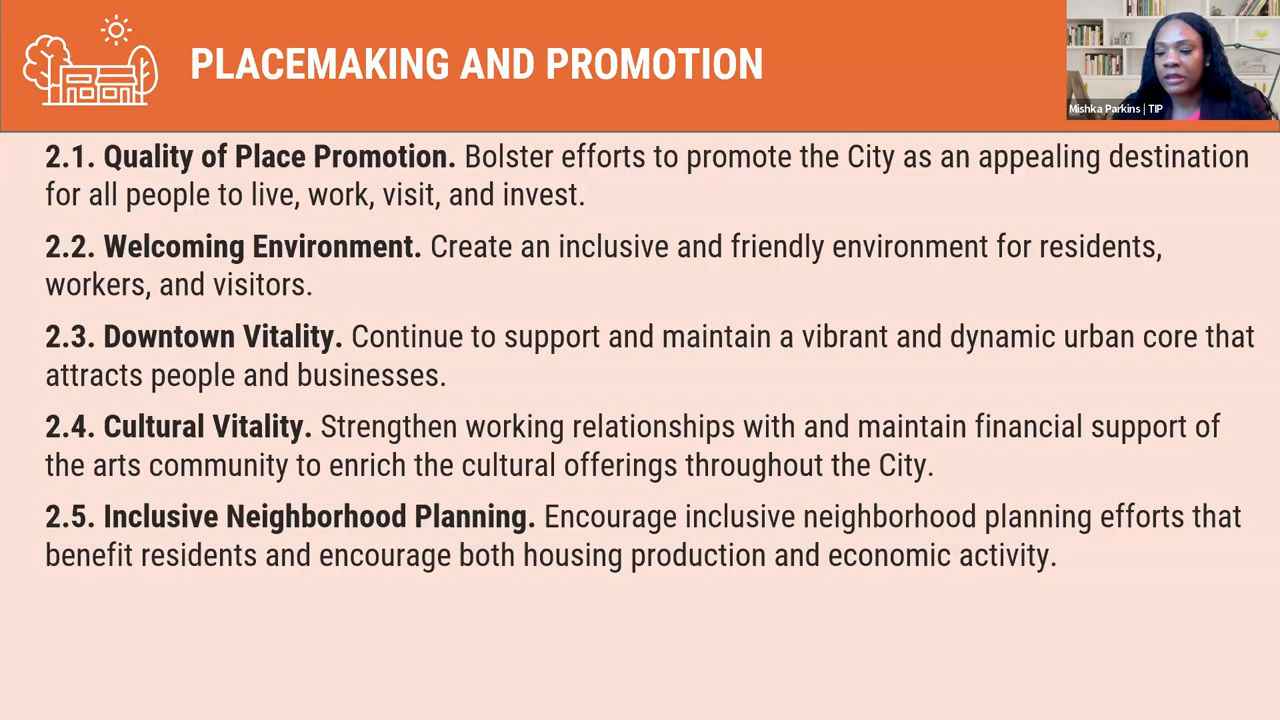 PLACEMAKING AND PROMOTION
Mishka Parkins | TIP
2.1. Quality of Place Promotion. Bolster efforts to promote the City as an appealing destination
for all people to live, work, visit, and invest.
2.2. Welcoming Environment. Create an inclusive and friendly environment for residents,
workers, and visitors.
2.3. Downtown Vitality. Continue to support and maintain a vibrant and dynamic urban core that
attracts people and businesses.
2.4. Cultural Vitality. Strengthen working relationships with and maintain financial support of
the arts community to enrich the cultural offerings throughout the City.
2.5. Inclusive Neighborhood Planning. Encourage inclusive neighborhood planning efforts that
benefit residents and encourage both housing production and economic activity.